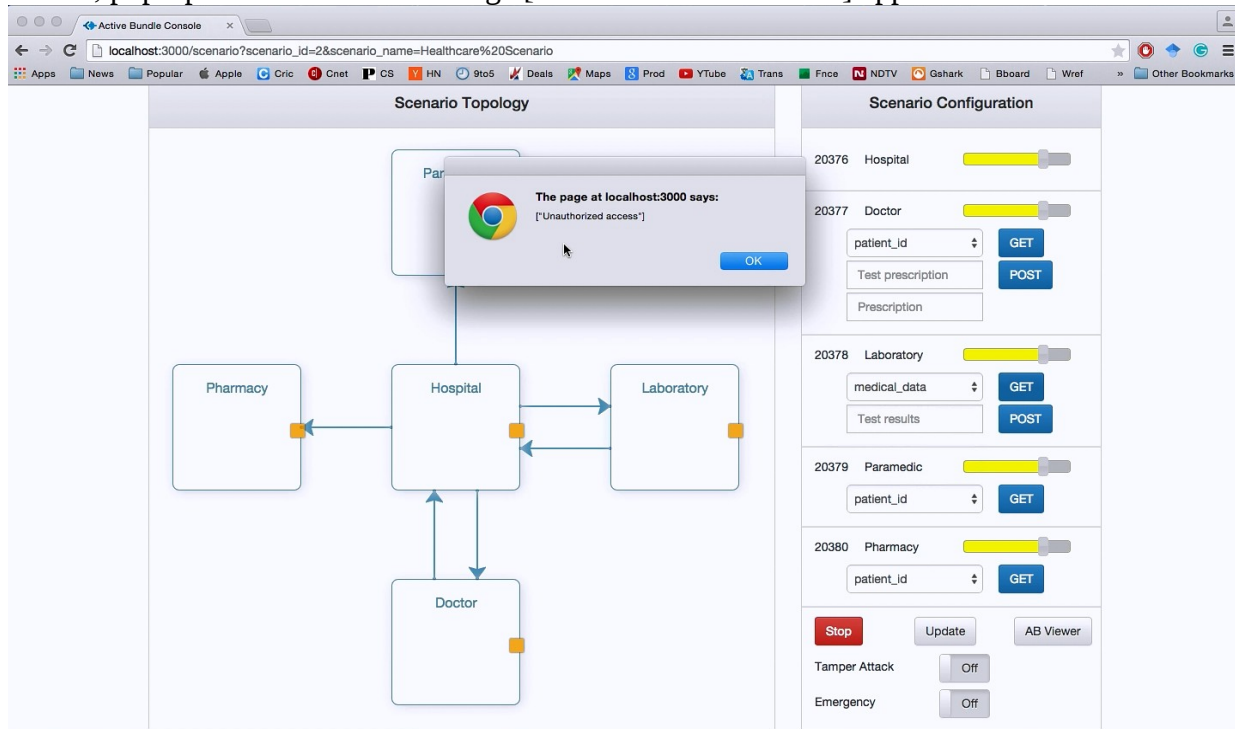 Active Bundle Console
localhost:3000/scenario?scenario_id=2&scenario_name=Healthcare%20Scenario
Apps News Popular Apple Cric Cnet CS HN 9to5 Deals Maps Prod YTube Trans Fnce NDTV Gshark Bboard Wref » Other Bookmarks
Scenario Topology
Scenario Configuration
The page at localhost:3000 says:
["Unauthorized access"]
OK
Pharmacy
Hospital
Laboratory
Doctor
20376 Hospital
20377 Doctor
patient_id GET
Test prescription POST
Prescription
20378 Laboratory
medical_data GET
Test results POST
20379 Paramedic
patient_id GET
20380 Pharmacy
patient_id GET
Stop Update AB Viewer
Tamper Attack Off
Emergency Off